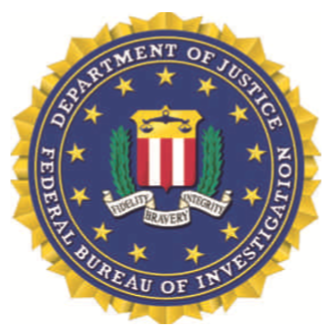 DEPARTMENT OF JUSTICE
FIDELITY
BRAVERY
INTEGRITY
FEDERAL BUREAU OF INVESTIGATION